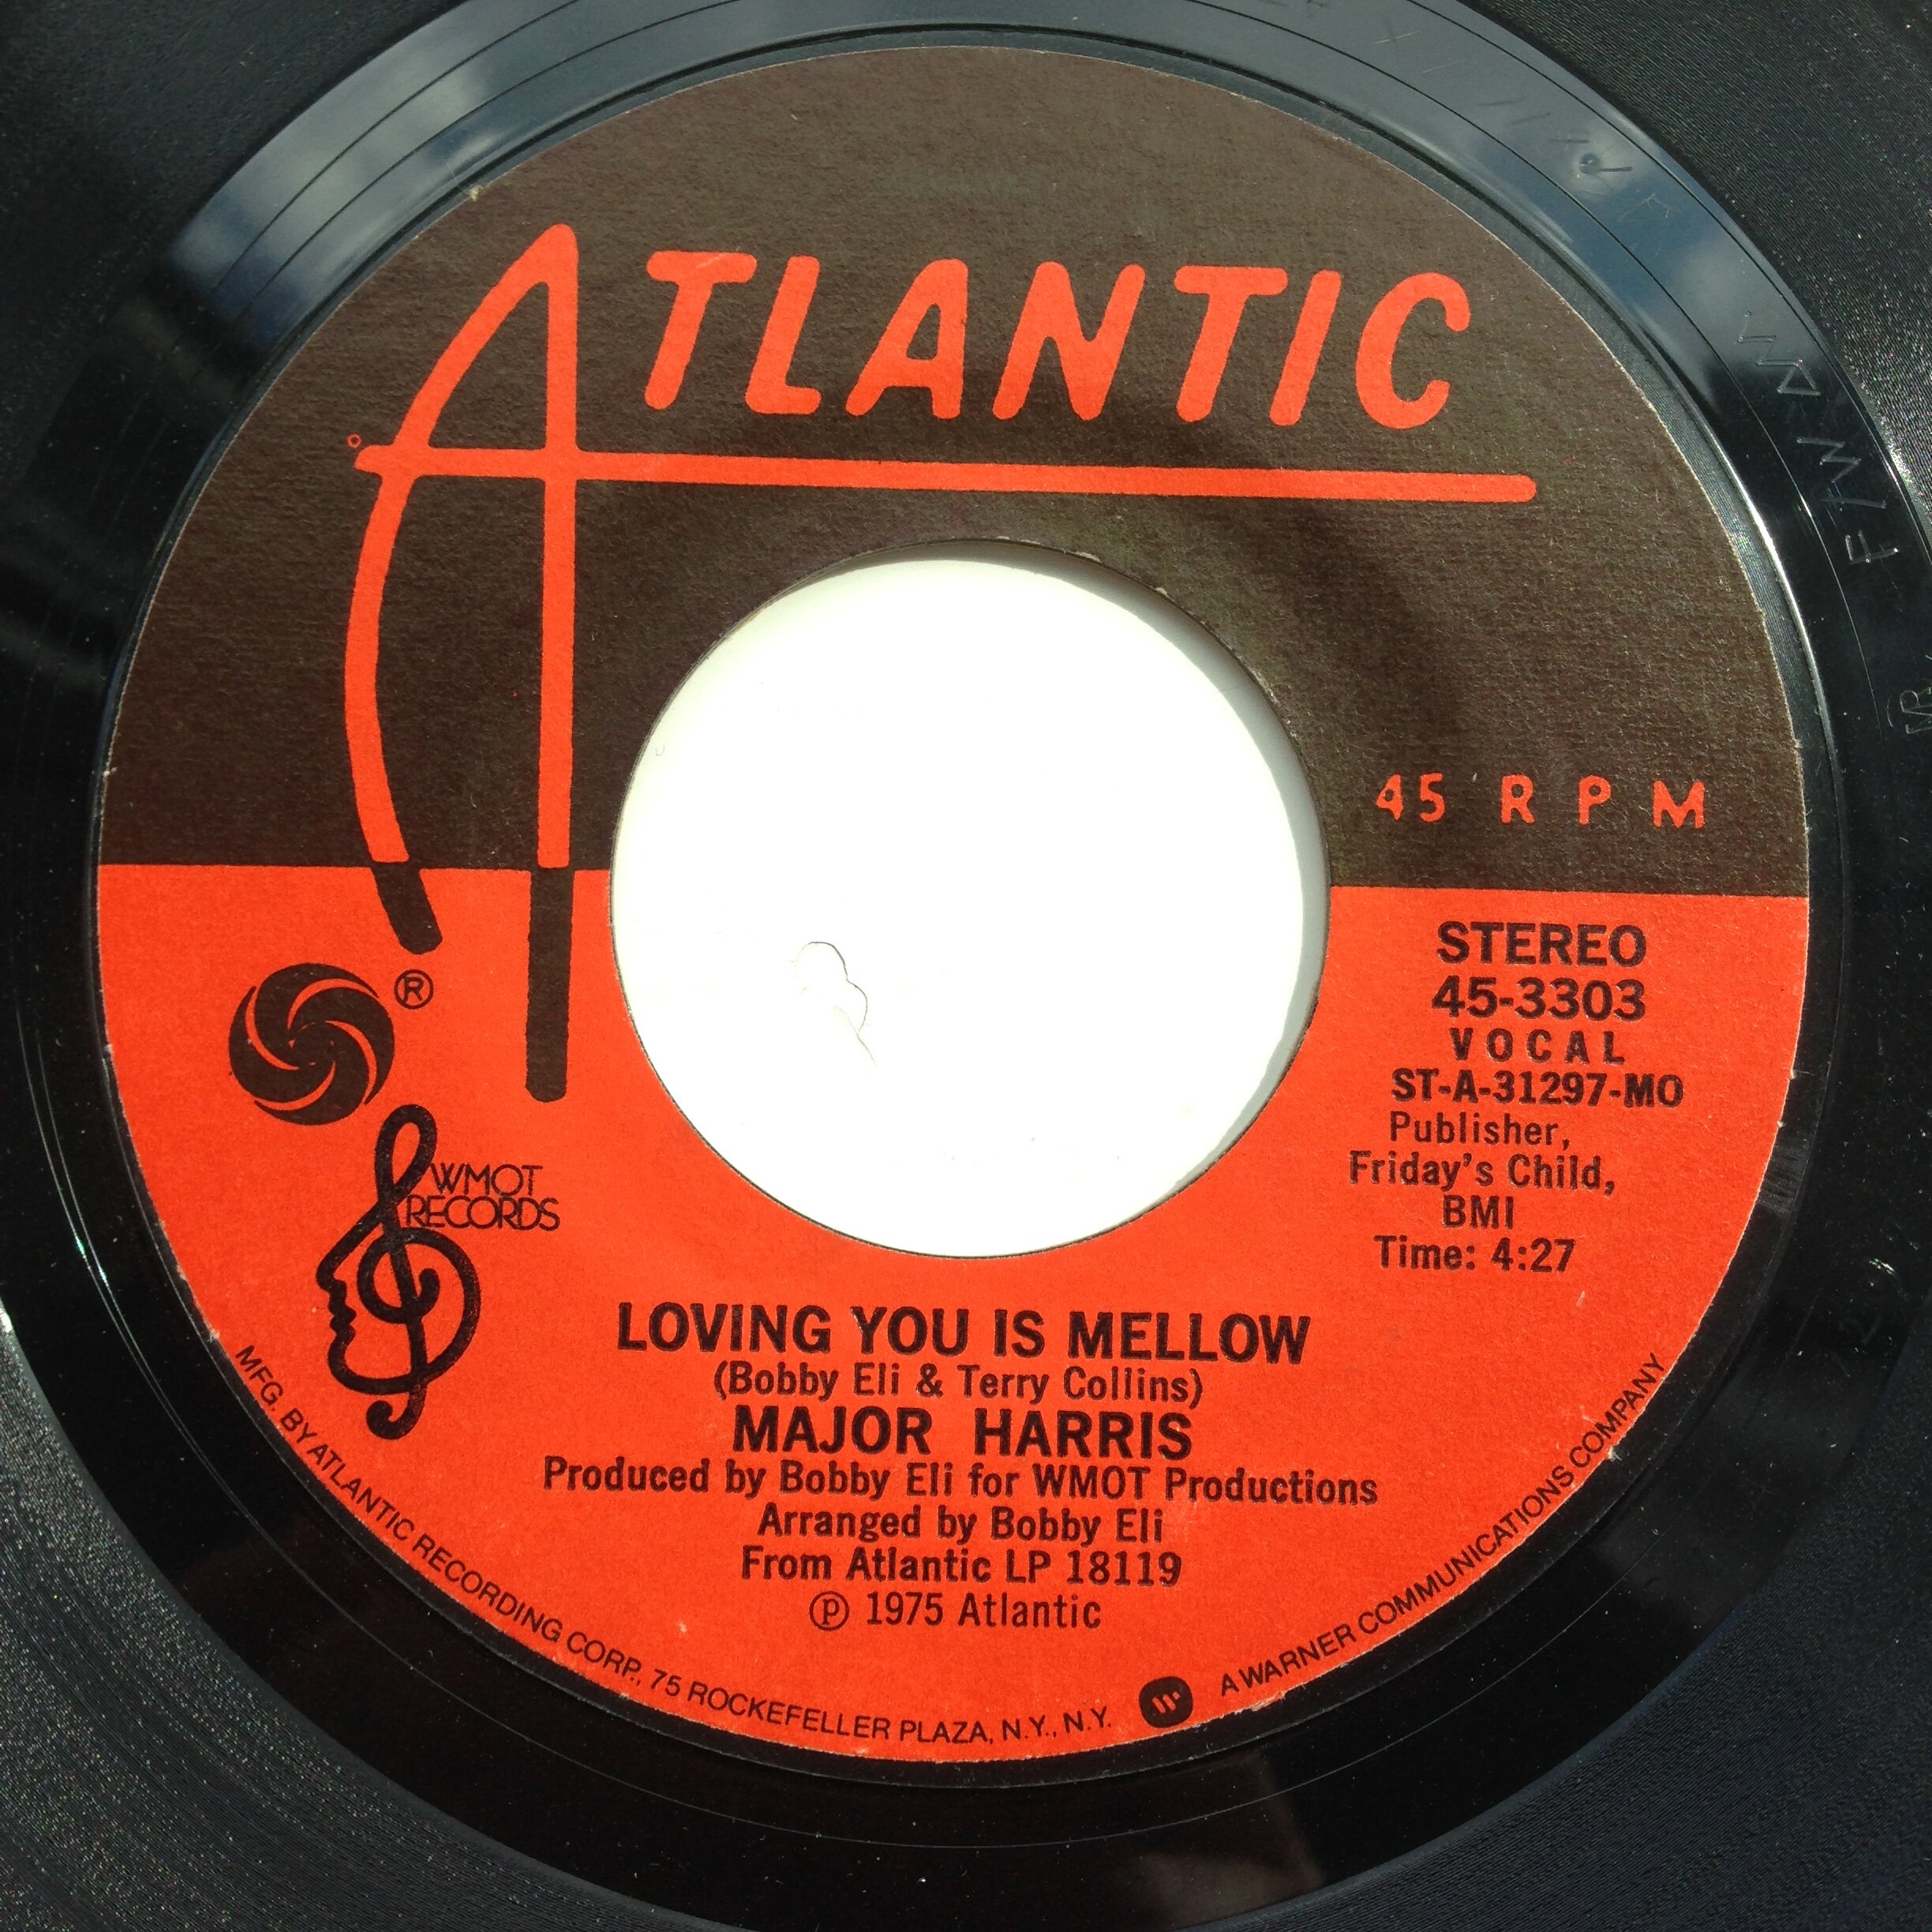 ATLANTIC
45 RPM
®
STEREO
45-3303
VOCAL
ST-A-31297-MO
Publisher,
Friday's Child,
BMI
Time: 4:27
WMOT
RECORDS
LOVING YOU IS MELLOW
(Bobby Eli & Terry Collins)
MAJOR HARRIS
Produced by Bobby Eli for WMOT Productions
Arranged by Bobby Eli
From Atlantic LP 18119
℗ 1975 Atlantic
MFG. BY ATLANTIC RECORDING CORP., 75 ROCKEFELLER PLAZA, N.Y., N.Y. A WARNER COMMUNICATIONS COMPANY